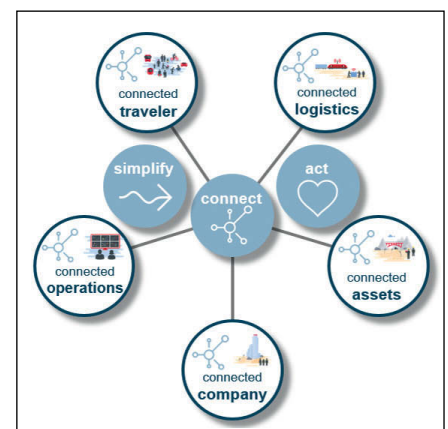 connected
traveler
connected
logistics
simplify
act
connect
connected
operations
connected
assets
connected
company